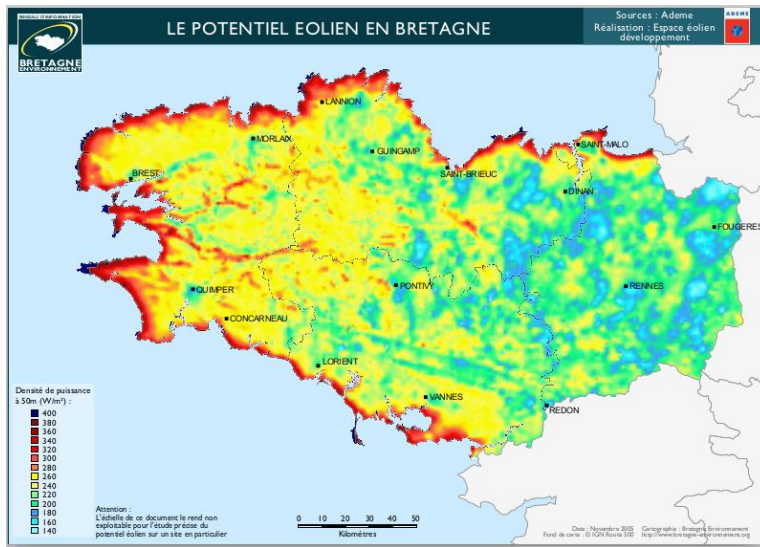 RESEAU D'INFORMATION
BRETAGNE
ENVIRONNEMENT
LE POTENTIEL EOLIEN EN BRETAGNE
Sources : Ademe
Réalisation : Espace éolien
développement
ADEME
LANNION
MORLAIX
GUINGAMP
SAINT-MALO
BREST
SAINT-BRIEUC
DINAN
FOUGERES
QUIMPER
PONTIVY
RENNES
CONCARNEAU
LORIENT
VANNES
REDON
Densité de puissance
à 50m (W/m²) :
400
380
360
340
320
300
280
260
240
220
200
180
160
140
Attention :
L'échelle de ce document le rend non
exploitable pour l'étude précise du
potentiel éolien sur un site en particulier
0 10 20 30 40 50
Kilomètres
Date : Novembre 2005 Cartographie : Bretagne Environnement
Fond de carte : © IGN Route 500 http://www.bretagne-environnement.org